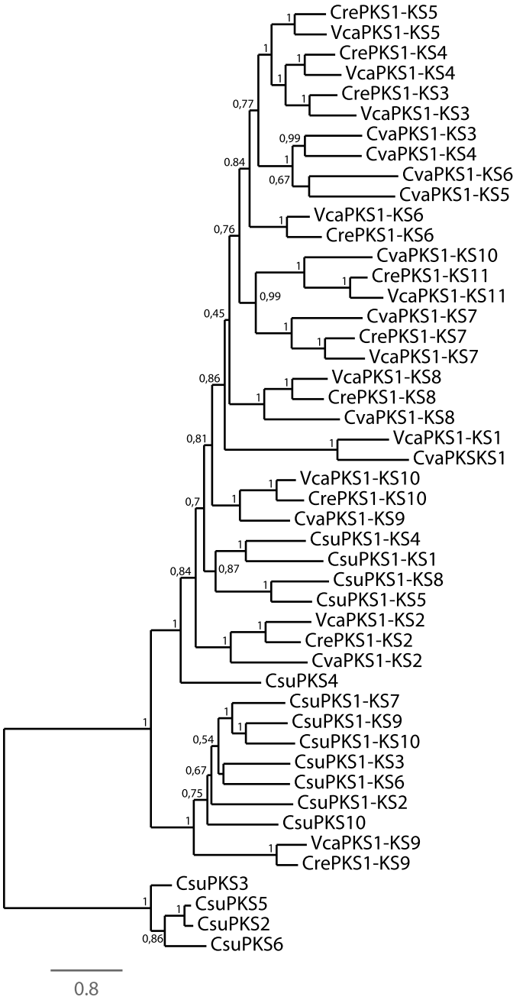 1 CrePKS1-KS5
VcaPKS1-KS5
1
1 CrePKS1-KS4
VcaPKS1-KS4
1
1 CrePKS1-KS3
VcaPKS1-KS3
0,77
0,99 CvaPKS1-KS3
CvaPKS1-KS4
0.84 1
0,67 CvaPKS1-KS6
CvaPKS1-KS5
1 VcaPKS1-KS6
CrePKS1-KS6
0,76
1 CvaPKS1-KS10
1 CrePKS1-KS11
VcaPKS1-KS11
0,99
0,45 1 CvaPKS1-KS7
1 CrePKS1-KS7
VcaPKS1-KS7
0,86 1 VcaPKS1-KS8
1 CrePKS1-KS8
CvaPKS1-KS8
0,81 1 VcaPKS1-KS1
CvaPKSKS1
1 VcaPKS1-KS10
1 CrePKS1-KS10
0,7 CvaPKS1-KS9
1 CsuPKS1-KS4
CsuPKS1-KS1
0,84 0,87
1 CsuPKS1-KS8
CsuPKS1-KS5
1 VcaPKS1-KS2
1 1 CrePKS1-KS2
CvaPKS1-KS2
CsuPKS4
1 CsuPKS1-KS7
1 1 CsuPKS1-KS9
CsuPKS1-KS10
0,54
CsuPKS1-KS3
0,67 CsuPKS1-KS6
0,75 CsuPKS1-KS2
1 CsuPKS10
1 VcaPKS1-KS9
CrePKS1-KS9
1 CsuPKS3
1 CsuPKS5
CsuPKS2
0,86 CsuPKS6
0.8